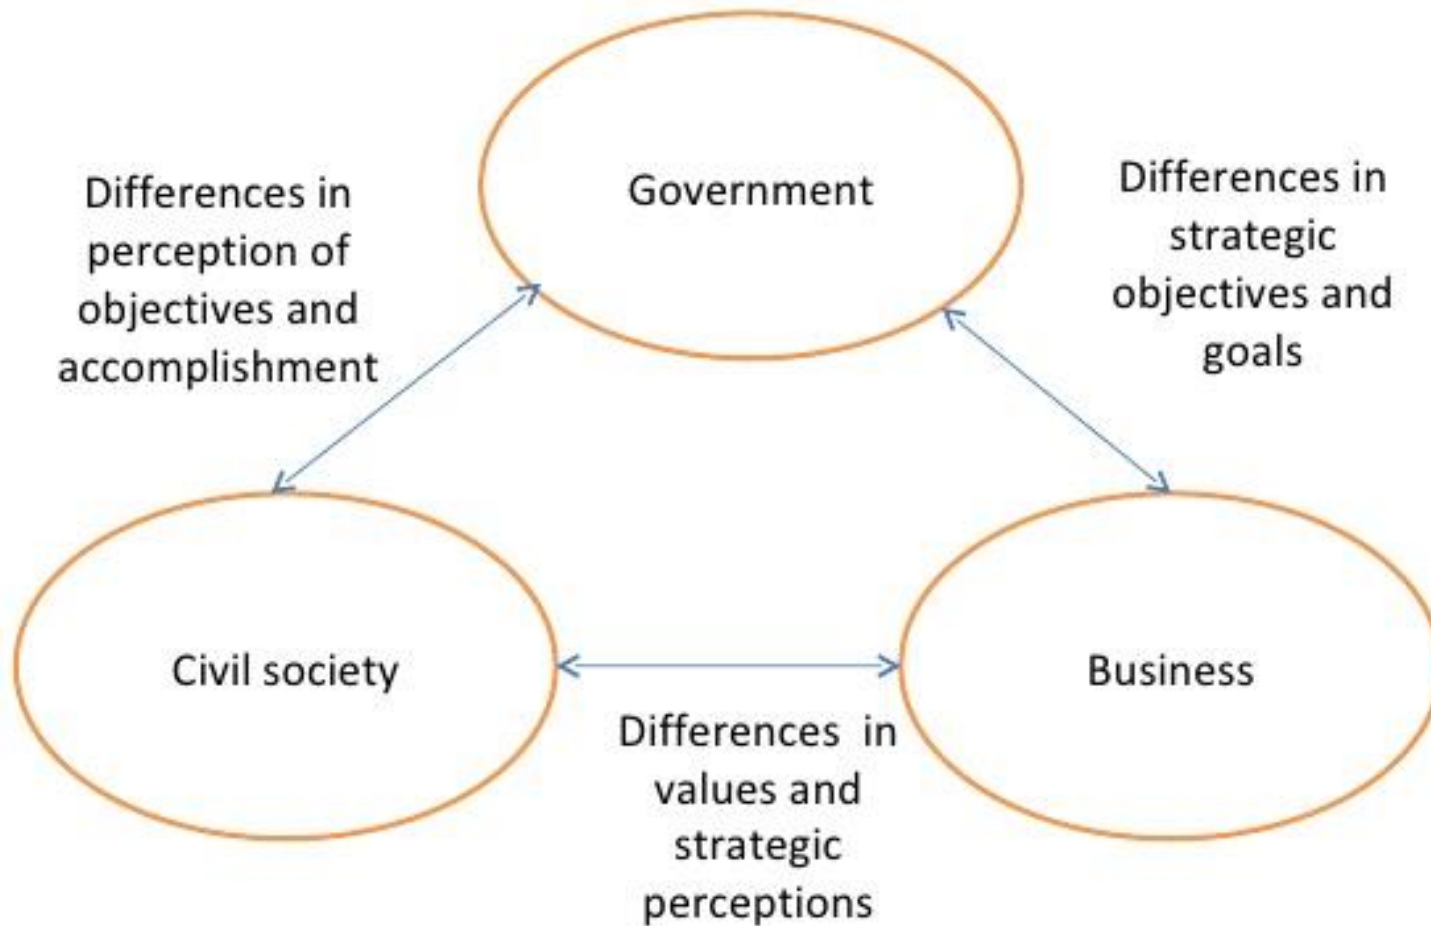 Government
Differences in
perception of
objectives and
accomplishment
Differences in
strategic
objectives and
goals
Civil society
Business
Differences  in
values and
strategic
perceptions